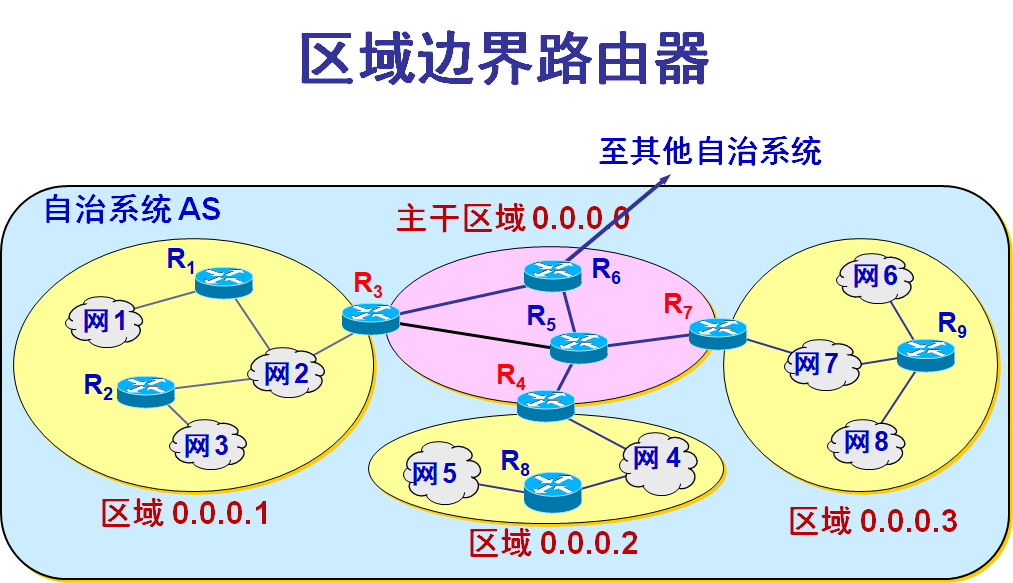 区域边界路由器
至其他自治系统
自治系统 AS
主干区域 0.0.0.0
R1
R3
R6
网6
网1
R5
R7
R9
R2
网2
R4
网7
网3
网5
R8
网4
网8
区域 0.0.0.1
区域 0.0.0.2
区域 0.0.0.3